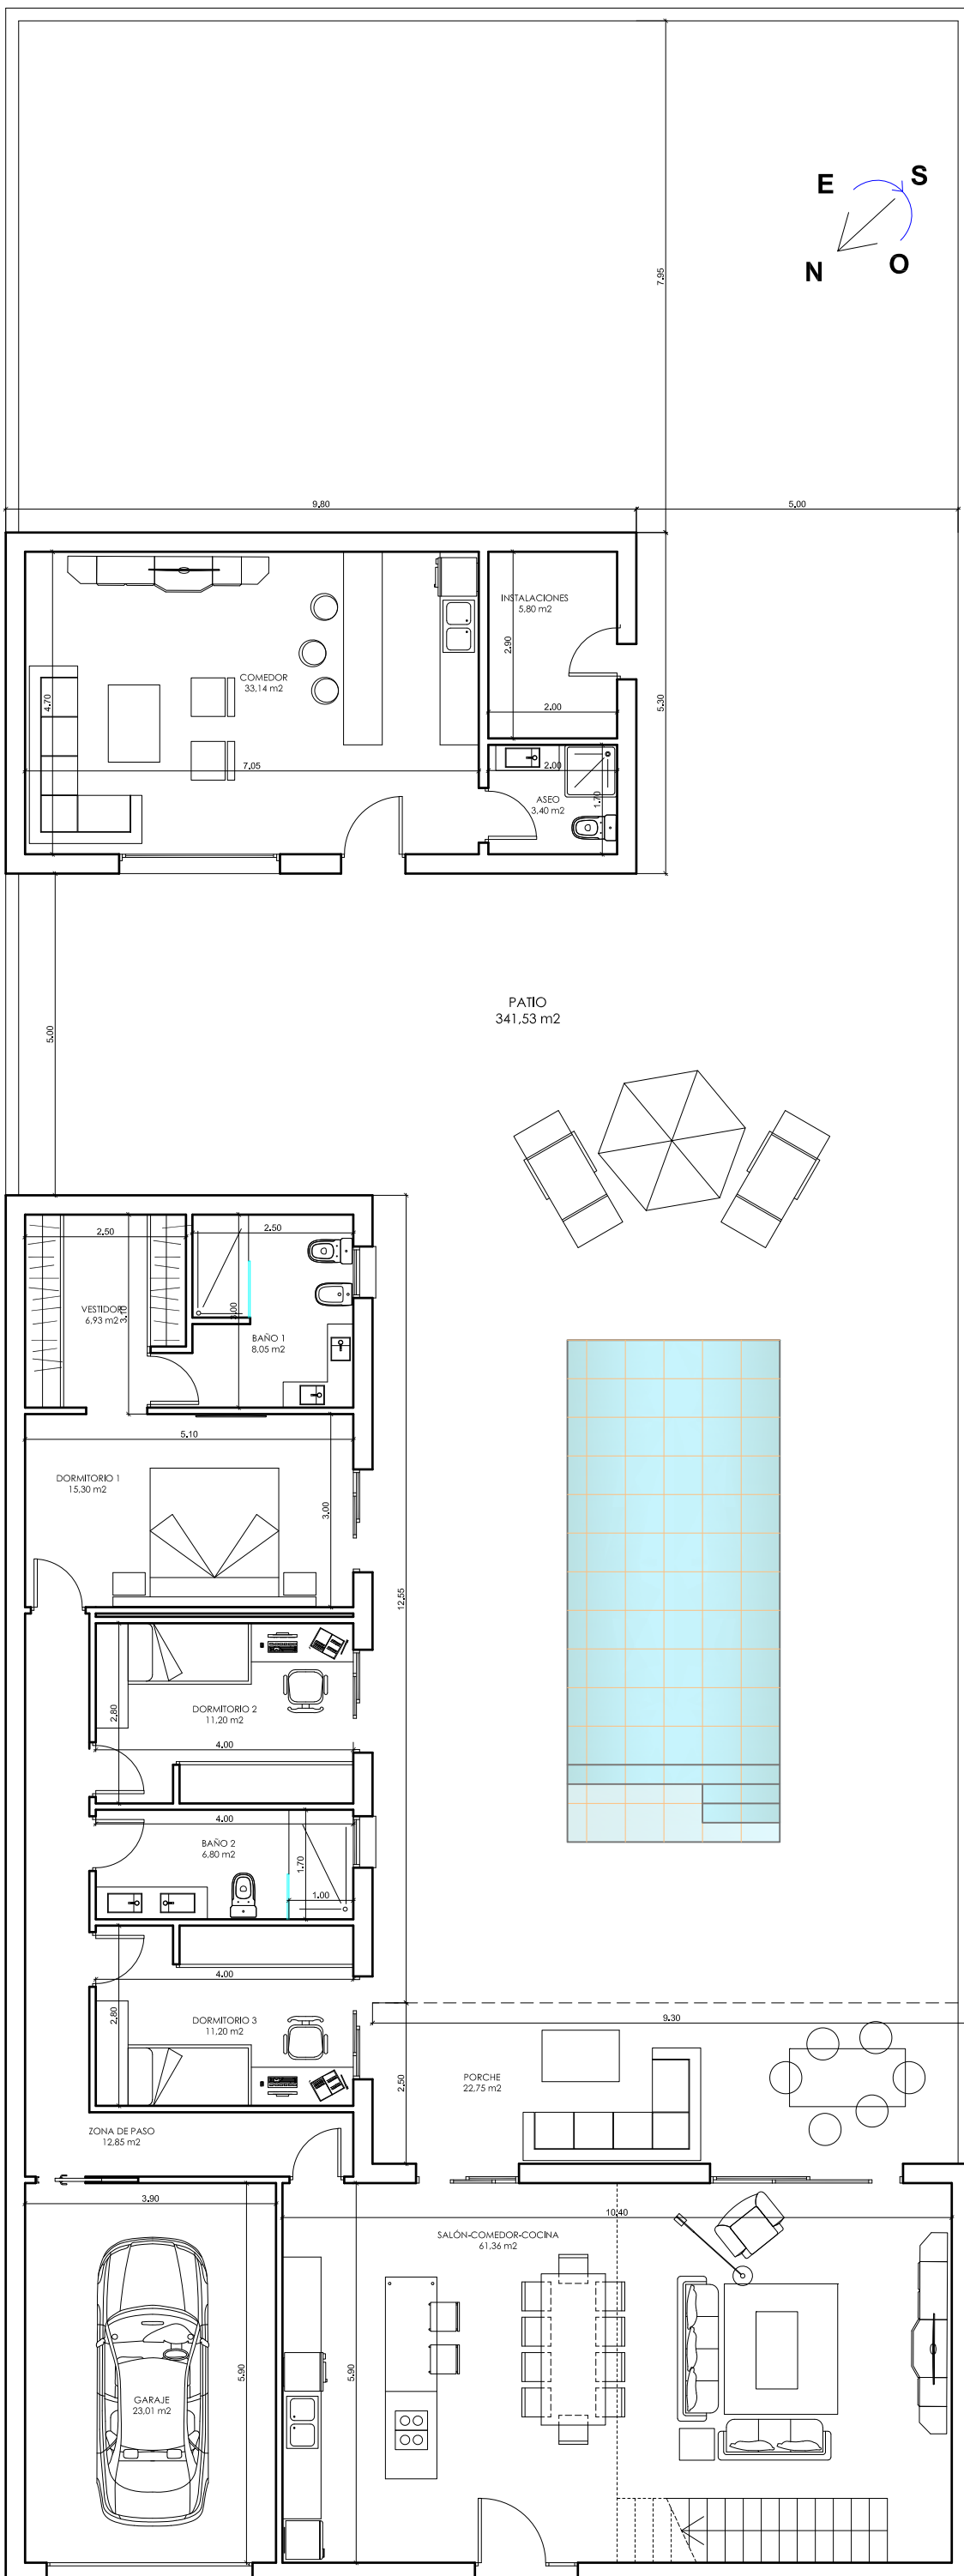 E
S
N
O
7.95
9.80
5.00
INSTALACIONES
5,80 m2
2.90
COMEDOR
33,14 m2
4.70
2.00
5.30
7.05
2.00
ASEO
3,40 m2
1.70
PATIO
341,53 m2
5.00
2.50
2.50
VESTIDOR
6,93 m2
3.10
3.00
BAÑO 1
8,05 m2
5.10
DORMITORIO 1
15,30 m2
3.00
12.55
DORMITORIO 2
11,20 m2
2.80
4.00
4.00
BAÑO 2
6,80 m2
1.70
1.00
4.00
2.80
DORMITORIO 3
11,20 m2
9.30
PORCHE
22,75 m2
2.50
ZONA DE PASO
12,85 m2
3.90
10.40
SALÓN-COMEDOR-COCINA
61,36 m2
5.90
5.90
GARAJE
23,01 m2